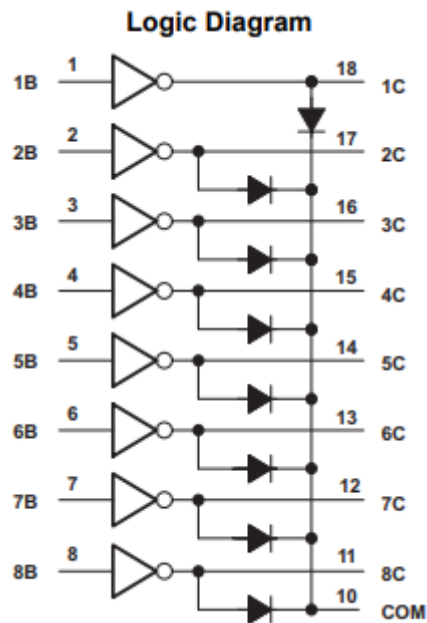 Logic Diagram
1B 1 18 1C
2B 2 17 2C
3B 3 16 3C
4B 4 15 4C
5B 5 14 5C
6B 6 13 6C
7B 7 12 7C
8B 8 11 8C
10 COM